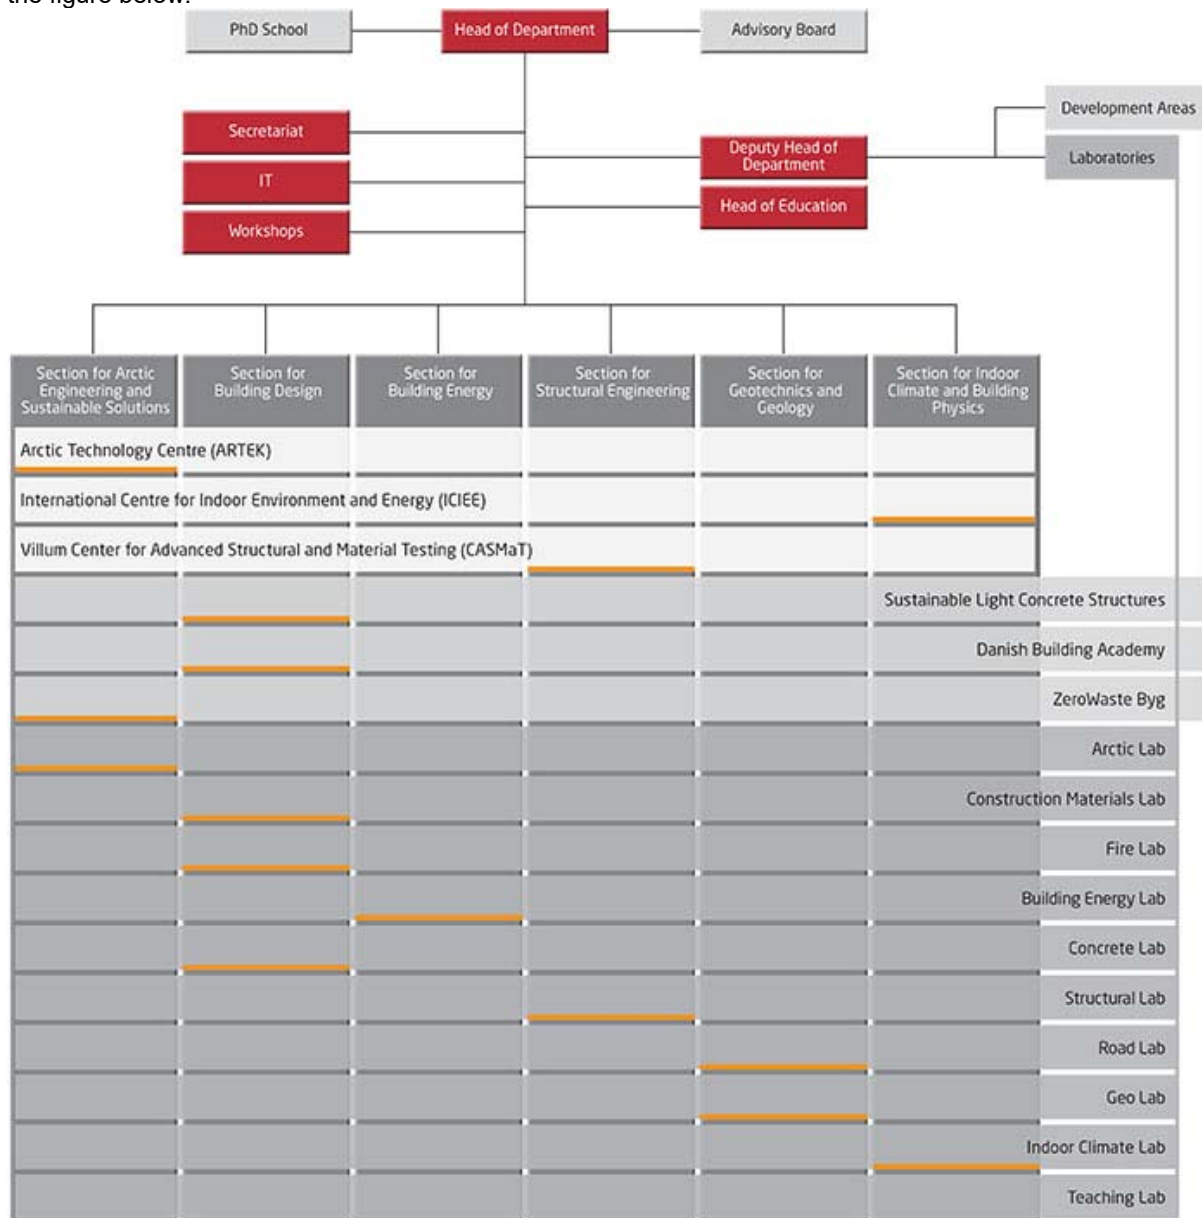 the figure below.
PhD School
Head of Department
Advisory Board
Development Areas
Secretariat
Deputy Head of
Department
Laboratories
IT
Head of Education
Workshops
Section for Arctic
Engineering and
Sustainable Solutions
Section for
Building Design
Section for
Building Energy
Section for
Structural Engineering
Section for
Geotechnics and
Geology
Section for Indoor
Climate and Building
Physics
Arctic Technology Centre (ARTEK)
International Centre for Indoor Environment and Energy (ICIEE)
Villum Center for Advanced Structural and Material Testing (CASMaT)
Sustainable Light Concrete Structures
Danish Building Academy
ZeroWaste Byg
Arctic Lab
Construction Materials Lab
Fire Lab
Building Energy Lab
Concrete Lab
Structural Lab
Road Lab
Geo Lab
Indoor Climate Lab
Teaching Lab